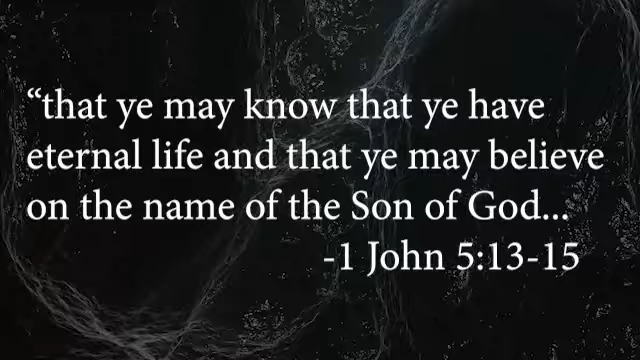 “that ye may know that ye have
eternal life and that ye may believe
on the name of the Son of God...
-1 John 5:13-15